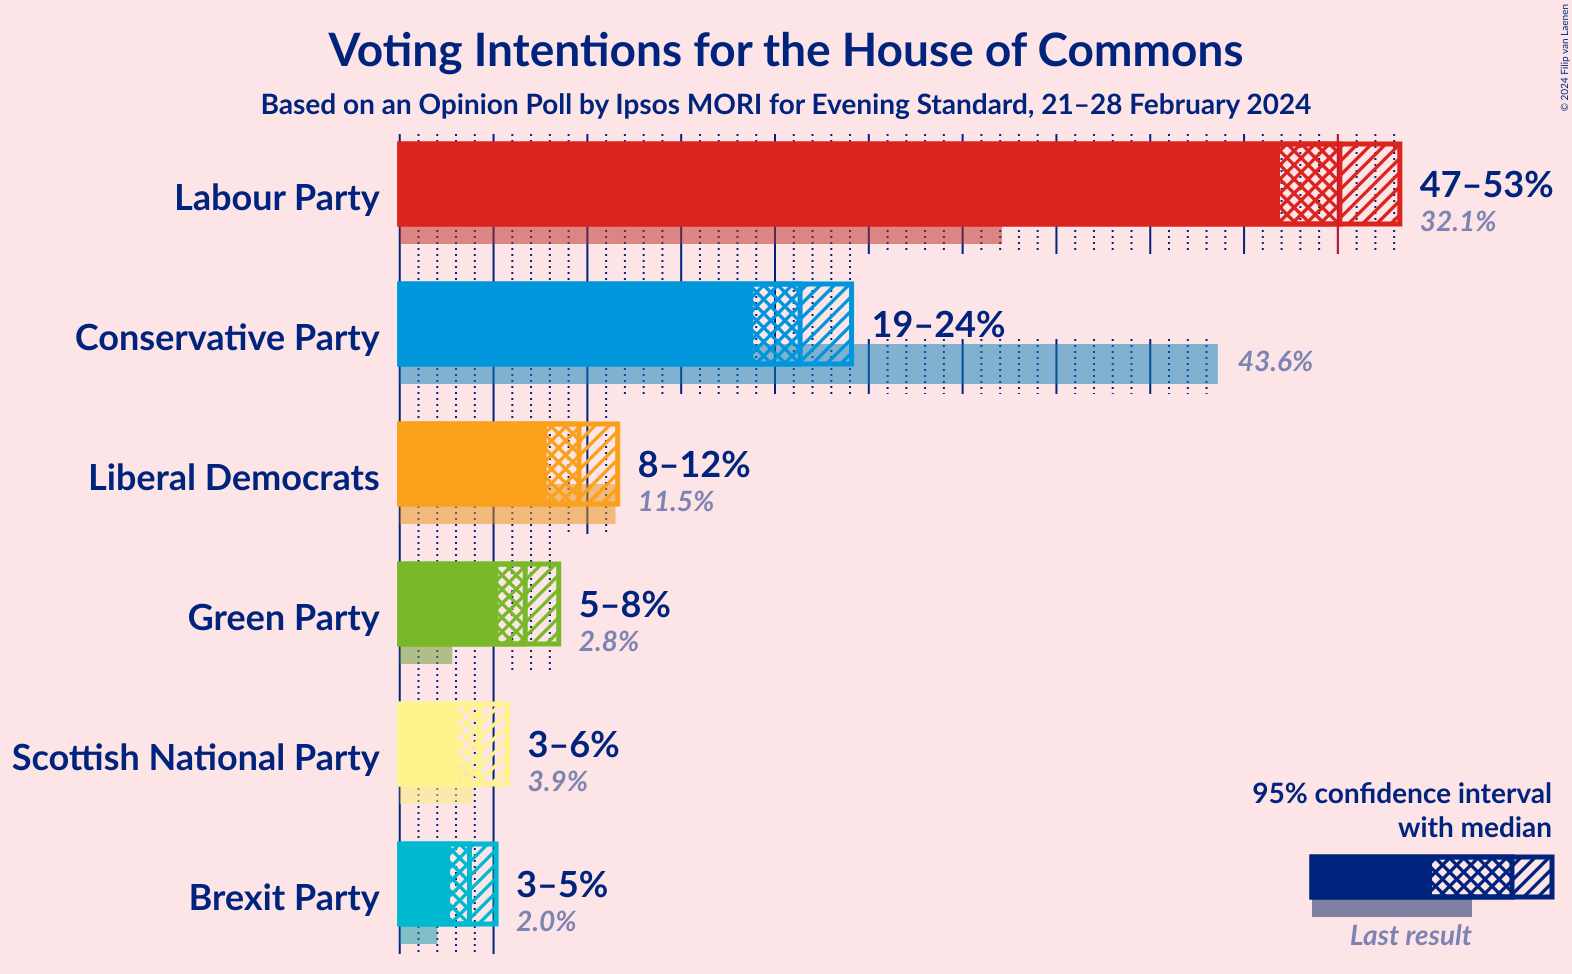 Voting Intentions for the House of Commons
Based on an Opinion Poll by Ipsos MORI for Evening Standard, 21–28 February 2024
© 2024 Filip van Laenen
Labour Party
47–53%
32.1%
Conservative Party
19–24%
43.6%
Liberal Democrats
8–12%
11.5%
Green Party
5–8%
2.8%
Scottish National Party
3–6%
3.9%
Brexit Party
3–5%
2.0%
95% confidence interval
with median
Last result